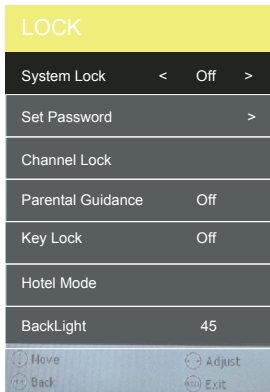 LOCK
System Lock < Off >
Set Password >
Channel Lock
Parental Guidance Off
Key Lock Off
Hotel Mode
BackLight 45
Move Adjust
Back Exit